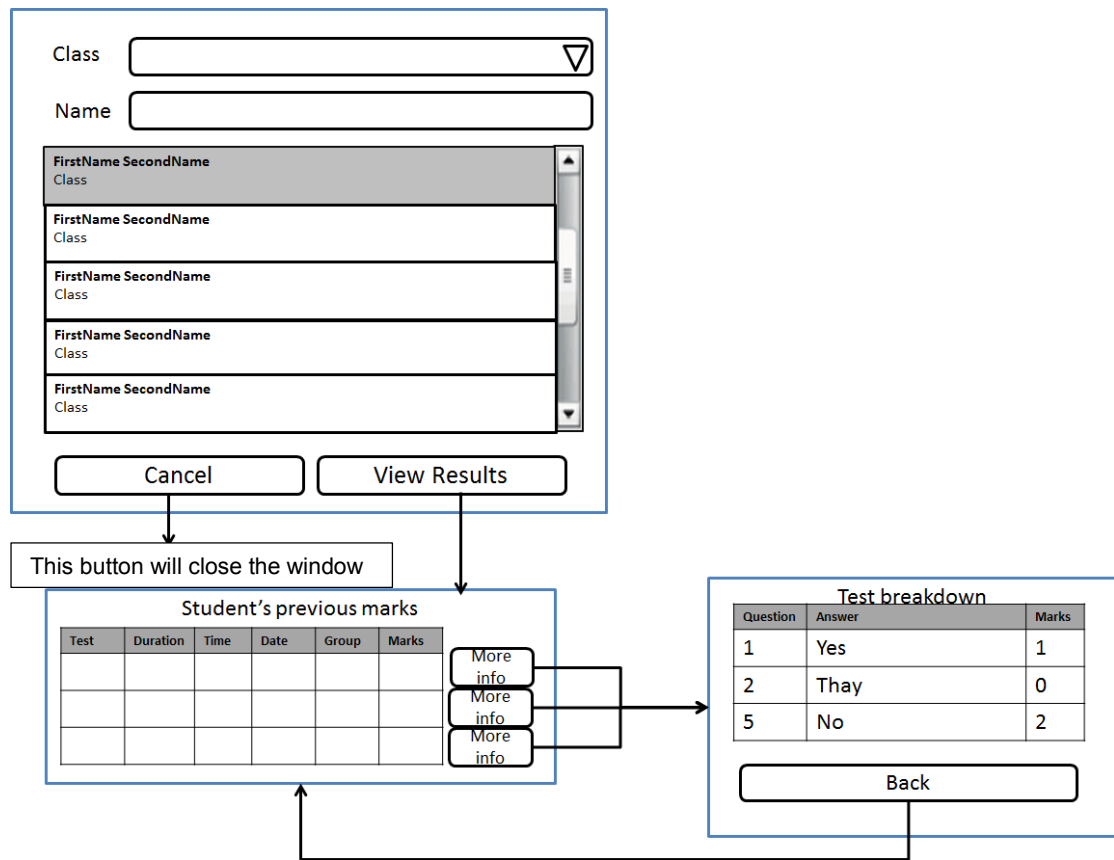 Class
Name
FirstName SecondName
Class
FirstName SecondName
Class
FirstName SecondName
Class
FirstName SecondName
Class
FirstName SecondName
Class
Cancel
View Results
This button will close the window
Student's previous marks
Test Duration Time Date Group Marks
More
info
More
info
More
info
Test breakdown
Question Answer Marks
1 Yes 1
2 Thay 0
5 No 2
Back